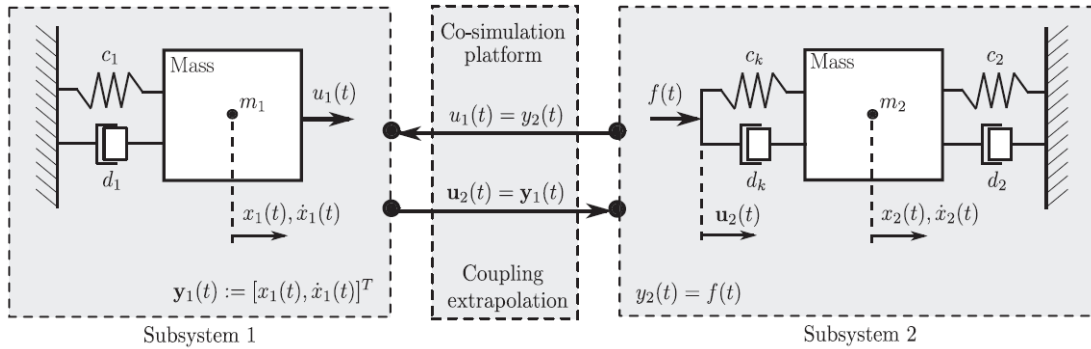 c₁
Mass
m₁
u₁(t)
d₁
x₁(t), ẋ₁(t)
𝐲₁(t) := [x₁(t), ẋ₁(t)]ᵀ
Subsystem 1
Co-simulation
platform
u₁(t) = y₂(t)
𝐮₂(t) = 𝐲₁(t)
Coupling
extrapolation
f(t)
cₖ
Mass
m₂
c₂
dₖ
d₂
𝐮₂(t)
x₂(t), ẋ₂(t)
y₂(t) = f(t)
Subsystem 2